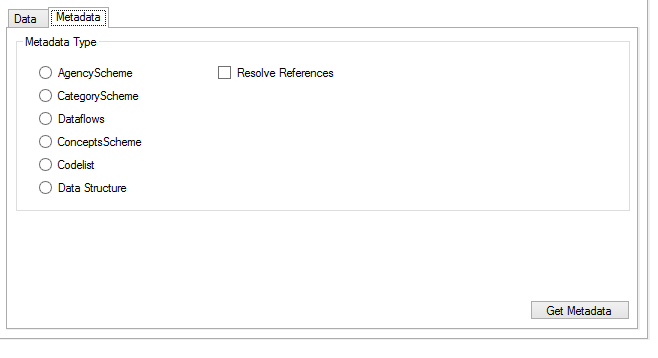 Data Metadata
Metadata Type
AgencyScheme Resolve References
CategoryScheme
Dataflows
ConceptsScheme
Codelist
Data Structure
Get Metadata